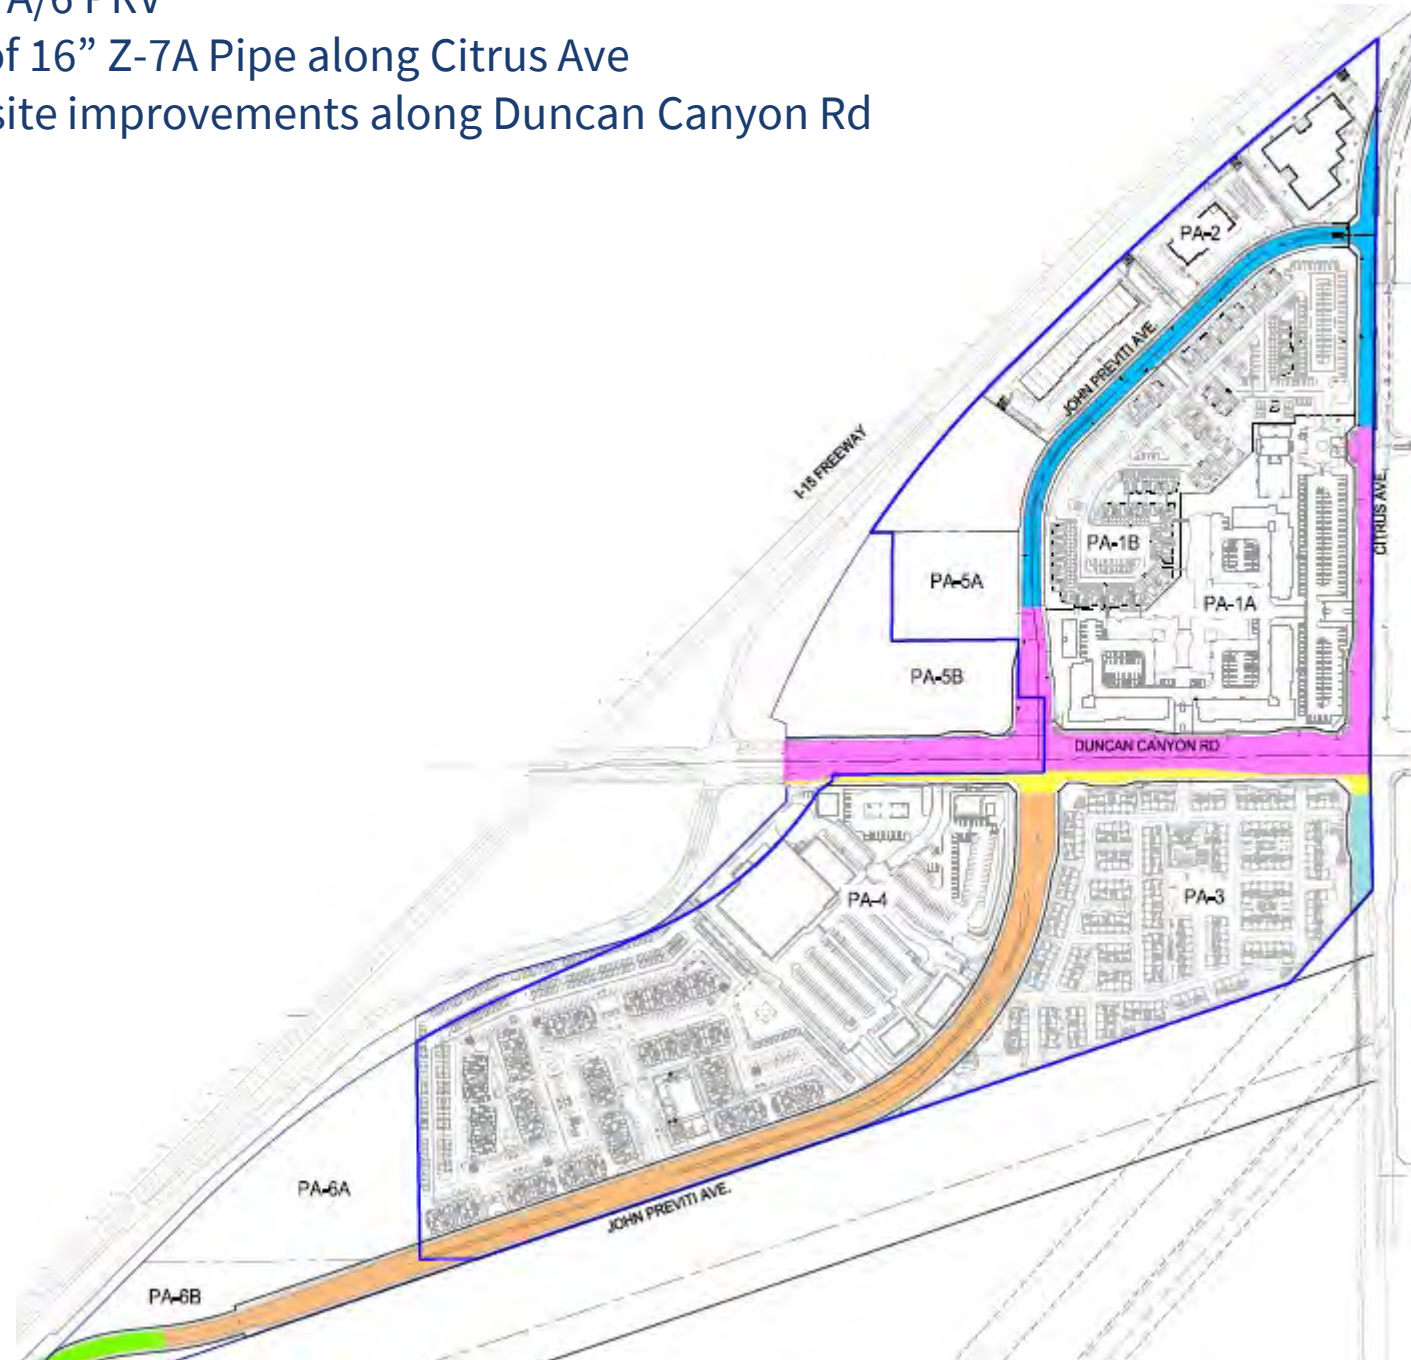 A/6 PRV
of 16” Z-7A Pipe along Citrus Ave
site improvements along Duncan Canyon Rd
PA-2
JOHN PREVITI AVE.
I-15 FREEWAY
CITRUS AVE.
PA-1B
PA-5A
PA-1A
PA-5B
DUNCAN CANYON RD
PA-4
PA-3
PA-6A
JOHN PREVITI AVE.
PA-6B